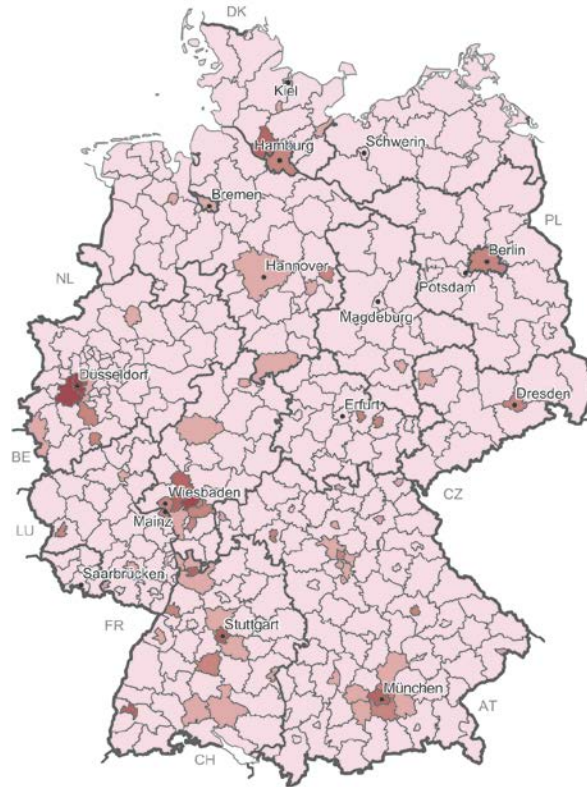 DK
Kiel
Hamburg
Schwerin
Bremen
PL
Berlin
Hannover
NL
Potsdam
Magdeburg
Düsseldorf
Dresden
Erfurt
BE
CZ
Wiesbaden
Mainz
LU
Saarbrücken
FR
Stuttgart
München
AT
CH